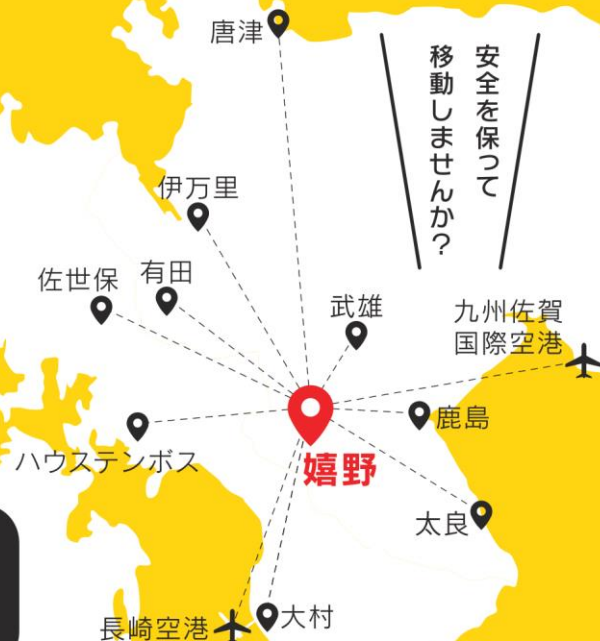 唐津
安全を保って
移動しませんか？
伊万里
佐世保
有田
武雄
九州佐賀
国際空港
鹿島
ハウステンボス
嬉野
太良
長崎空港
大村